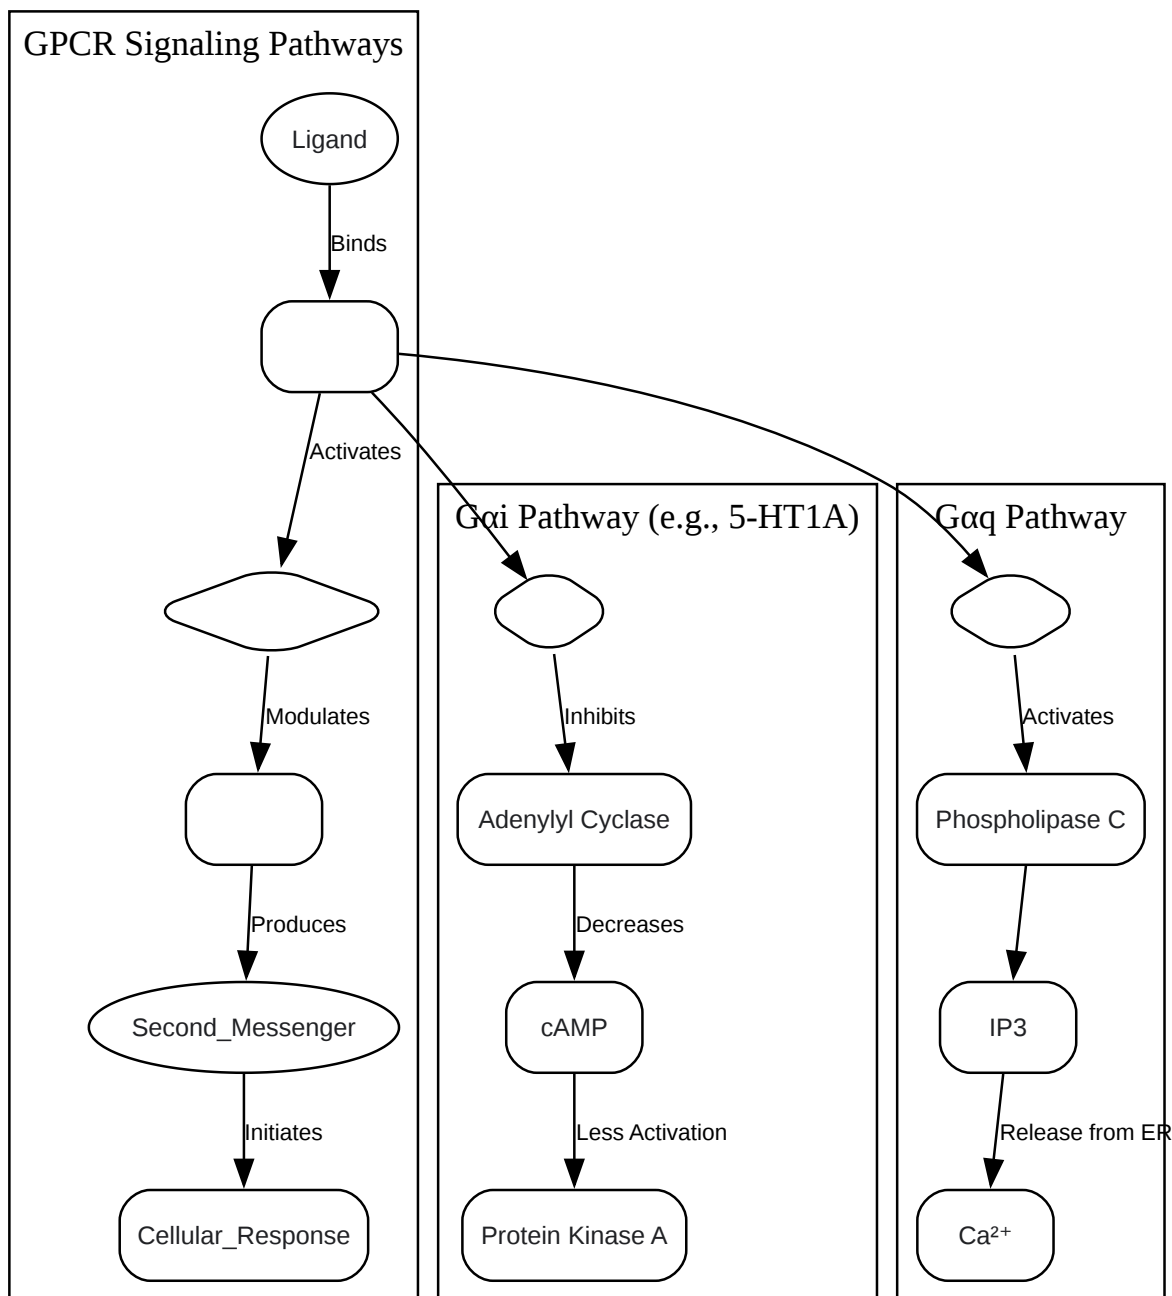 GPCR Signaling Pathways
Ligand
Binds
Activates
Modulates
Produces
Second_Messenger
Initiates
Cellular_Response
Gαi Pathway (e.g., 5-HT1A)
Inhibits
Adenylyl Cyclase
Decreases
cAMP
Less Activation
Protein Kinase A
Gαq Pathway
Activates
Phospholipase C
IP3
Release from ER
Ca²⁺